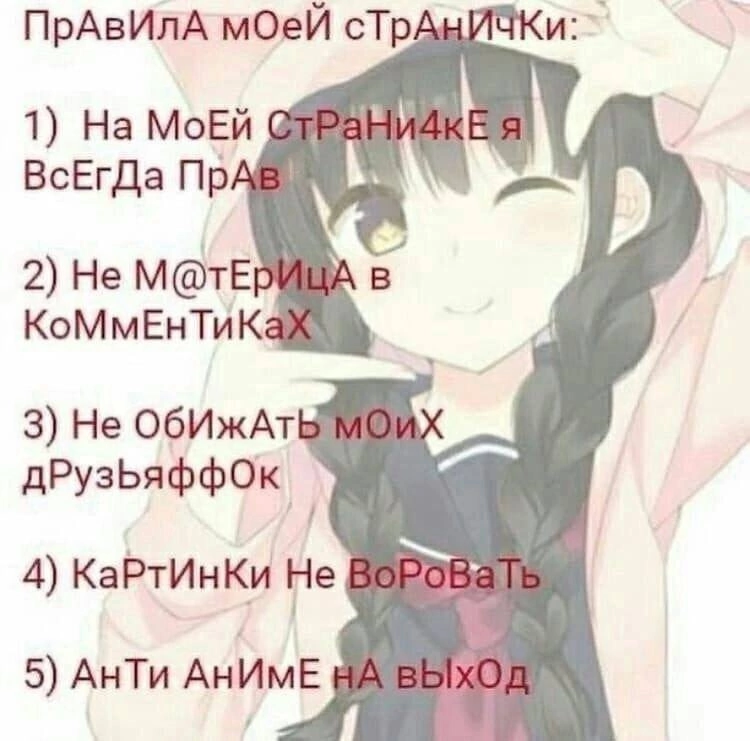 ПрАвИлА мОеЙ сТрАнИчКи:
1) На МоЕй СтРаНи4кЕ я
ВсЕгДа ПрАв
2) Не М@тЕрИцА в
КоМмЕнТиКаХ
3) Не ОбИжАтЬ мОиХ
дРузЬяффОк
4) КаРтИнКи Не ВоРоВаТь
5) АнТи АнИмЕ нА вЫхОд